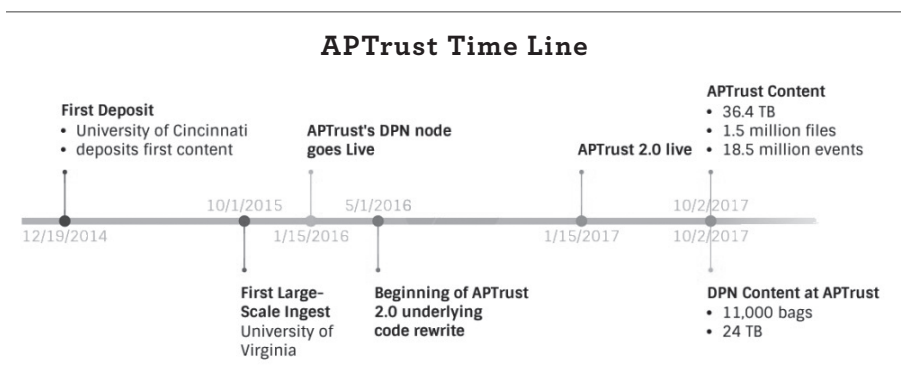 APTrust Time Line
First Deposit
• University of Cincinnati
• deposits first content
12/19/2014
10/1/2015
First Large-
Scale Ingest
University of
Virginia
APTrust's DPN node
goes Live
1/15/2016
5/1/2016
Beginning of APTrust
2.0 underlying
code rewrite
APTrust 2.0 live
1/15/2017
APTrust Content
• 36.4 TB
• 1.5 million files
• 18.5 million events
10/2/2017
10/2/2017
DPN Content at APTrust
• 11,000 bags
• 24 TB